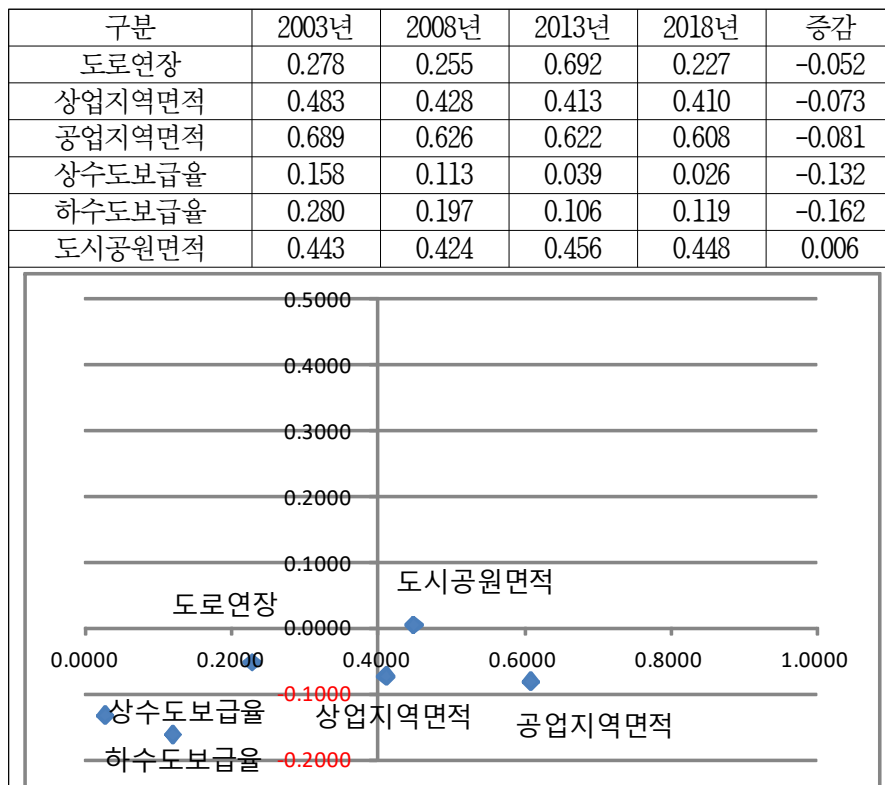 구분 2003년 2008년 2013년 2018년 증감
도로연장 0.278 0.255 0.692 0.227 -0.052
상업지역면적 0.483 0.428 0.413 0.410 -0.073
공업지역면적 0.689 0.626 0.622 0.608 -0.081
상수도보급율 0.158 0.113 0.039 0.026 -0.132
하수도보급율 0.280 0.197 0.106 0.119 -0.162
도시공원면적 0.443 0.424 0.456 0.448 0.006
0.5000
0.4000
0.3000
0.2000
0.1000
도시공원면적
도로연장
0.0000
0.0000 0.2000 0.4000 0.6000 0.8000 1.0000
-0.1000
상수도보급율 상업지역면적 공업지역면적
하수도보급율 -0.2000